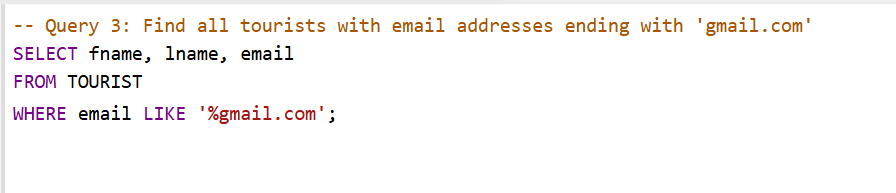 -- Query 3: Find all tourists with email addresses ending with 'gmail.com'
SELECT fname, lname, email
FROM TOURIST
WHERE email LIKE '%gmail.com';